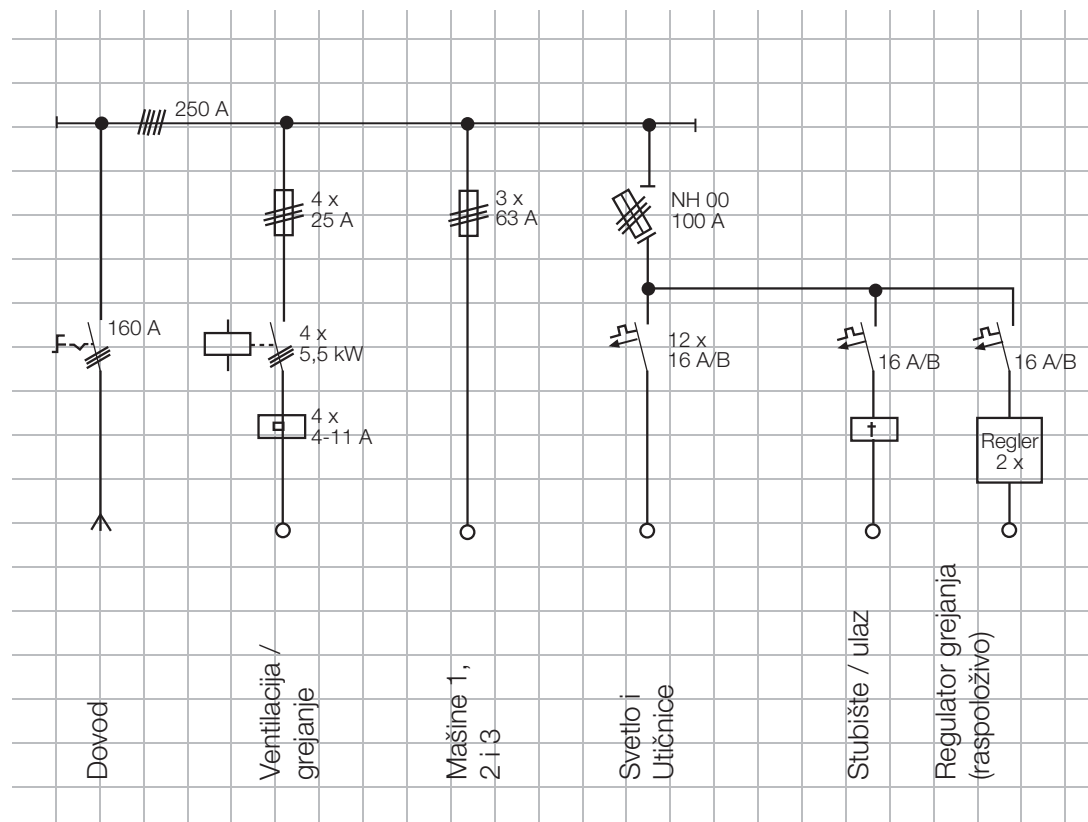 250 A
4 x
25 A
3 x
63 A
NH 00
100 A
160 A
4 x
5,5 kW
12 x
16 A/B
16 A/B
16 A/B
4 x
4-11 A
Regler
2 x
Dovod
Ventilacija /
grejanje
Mašine 1,
2 i 3
Svetlo i
Utičnice
Stubište / ulaz
Regulator grejanja
(raspoloživo)